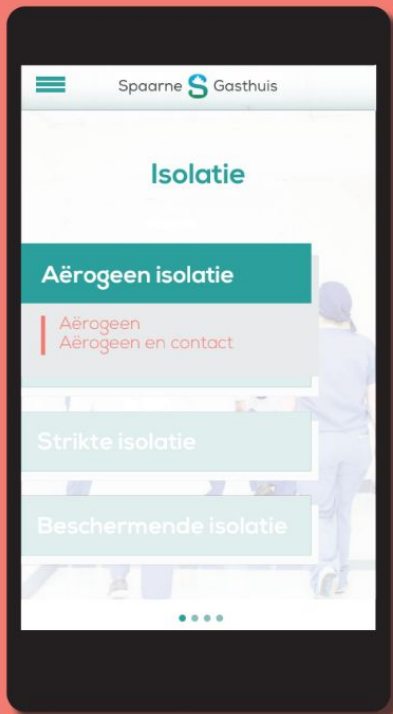 Spaarne Gasthuis
Isolatie
Aërogeen isolatie
Aërogeen
Aërogeen en contact
Strikte isolatie
Beschermende isolatie